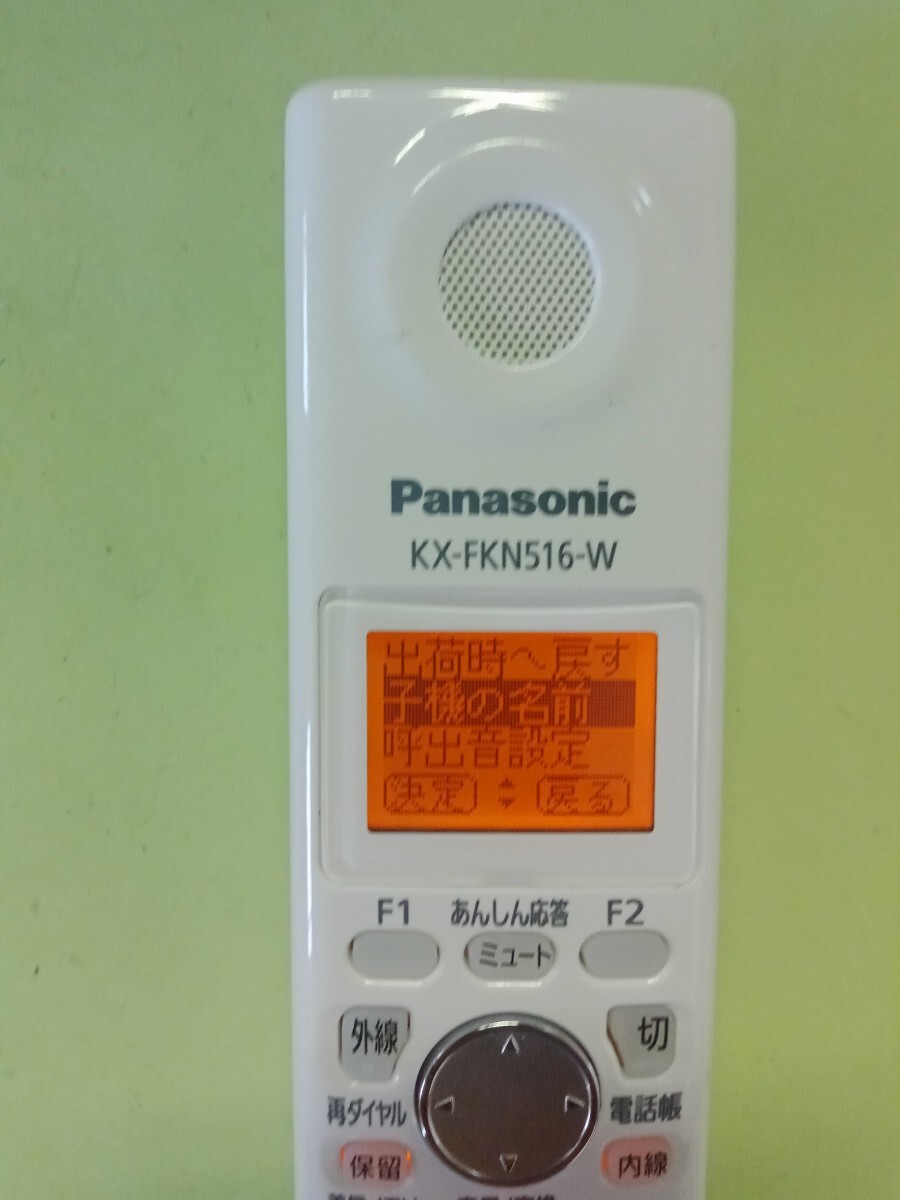 Panasonic
KX-FKN516-W
出荷時へ戻す
子機の名前
呼出音設定
決定 戻る
F1 あんしん応答 F2
ミュート
外線 切
再ダイヤル 電話帳
保留 内線